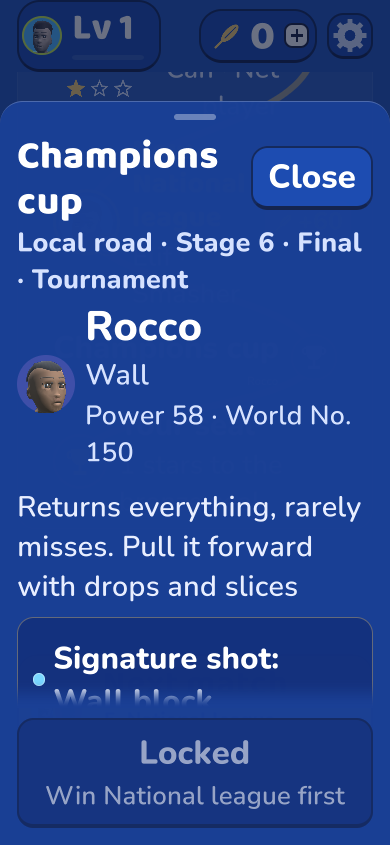 Lv 1
0
Champions
cup
Close
Local road · Stage 6 · Final
· Tournament
Rocco
Wall
Power 58 · World No.
150
Returns everything, rarely
misses. Pull it forward
with drops and slices
Signature shot:
Wall block
Locked
Win National league first